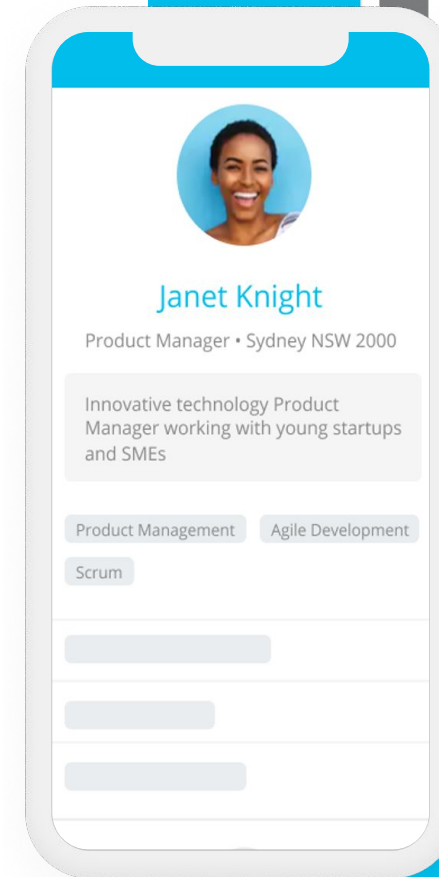 Janet Knight
Product Manager • Sydney NSW 2000
Innovative technology Product
Manager working with young startups
and SMEs
Product Management Agile Development
Scrum